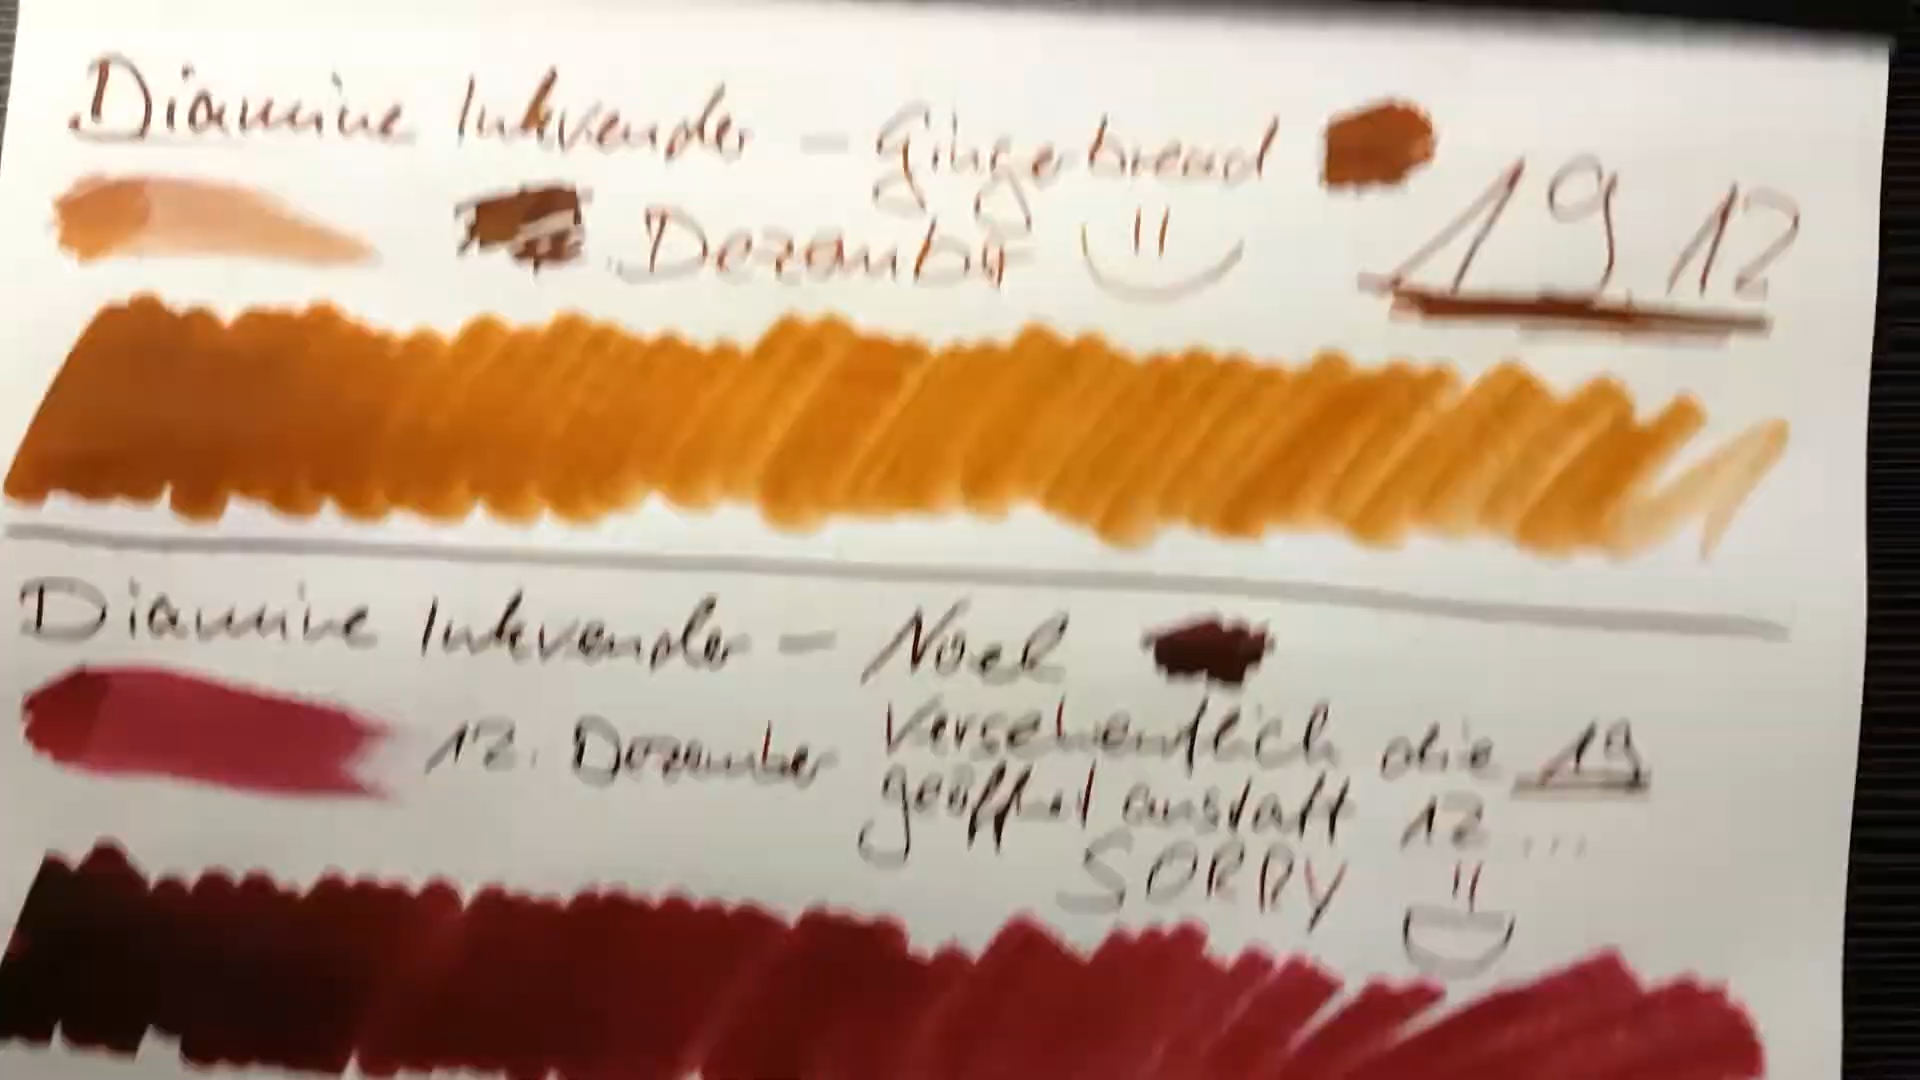 Diamine Inkvender – Gingerbread
Dezember 19 12
Diamine Inkvender – Noel
12. Dezember Versehentlich die 19
geöffnet anstatt 12 ...
SORRY